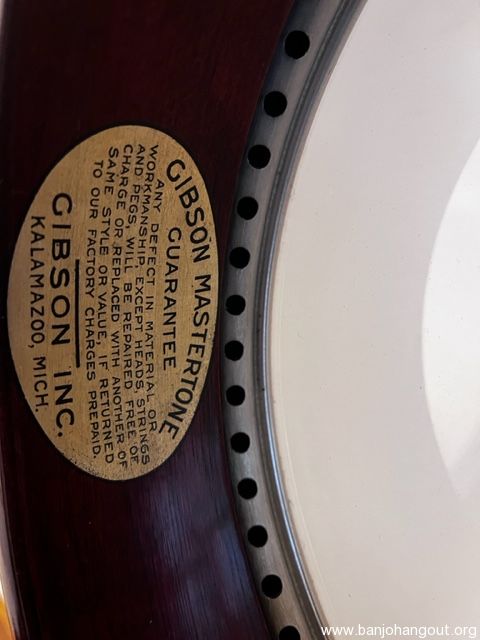 GIBSON MASTERTONE
GUARANTEE
ANY DEFECT IN MATERIAL OR
WORKMANSHIP, EXCEPT HEADS, STRINGS
AND PEGS, WILL BE REPAIRED FREE OF
CHARGE OR REPLACED WITH ANOTHER OF
SAME STYLE OR VALUE, IF RETURNED
TO OUR FACTORY CHARGES PREPAID.
GIBSON INC.
KALAMAZOO, MICH.
www.banjohangout.org